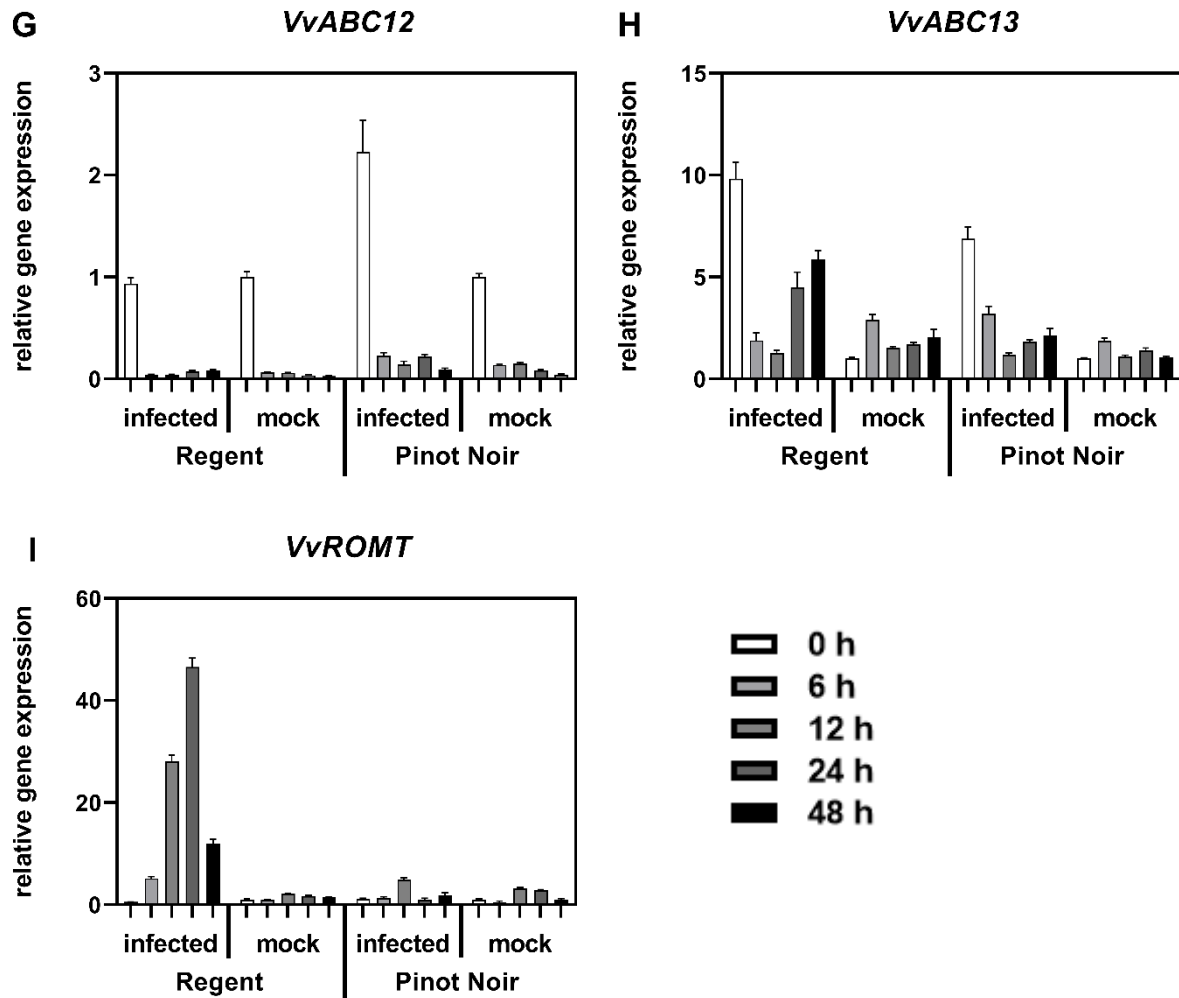 G
VvABC12
relative gene expression
3
2
1
0
infected mock infected mock
Regent Pinot Noir
H
VvABC13
relative gene expression
15
10
5
0
infected mock infected mock
Regent Pinot Noir
I
VvROMT
relative gene expression
60
40
20
0
infected mock infected mock
Regent Pinot Noir
0 h
6 h
12 h
24 h
48 h